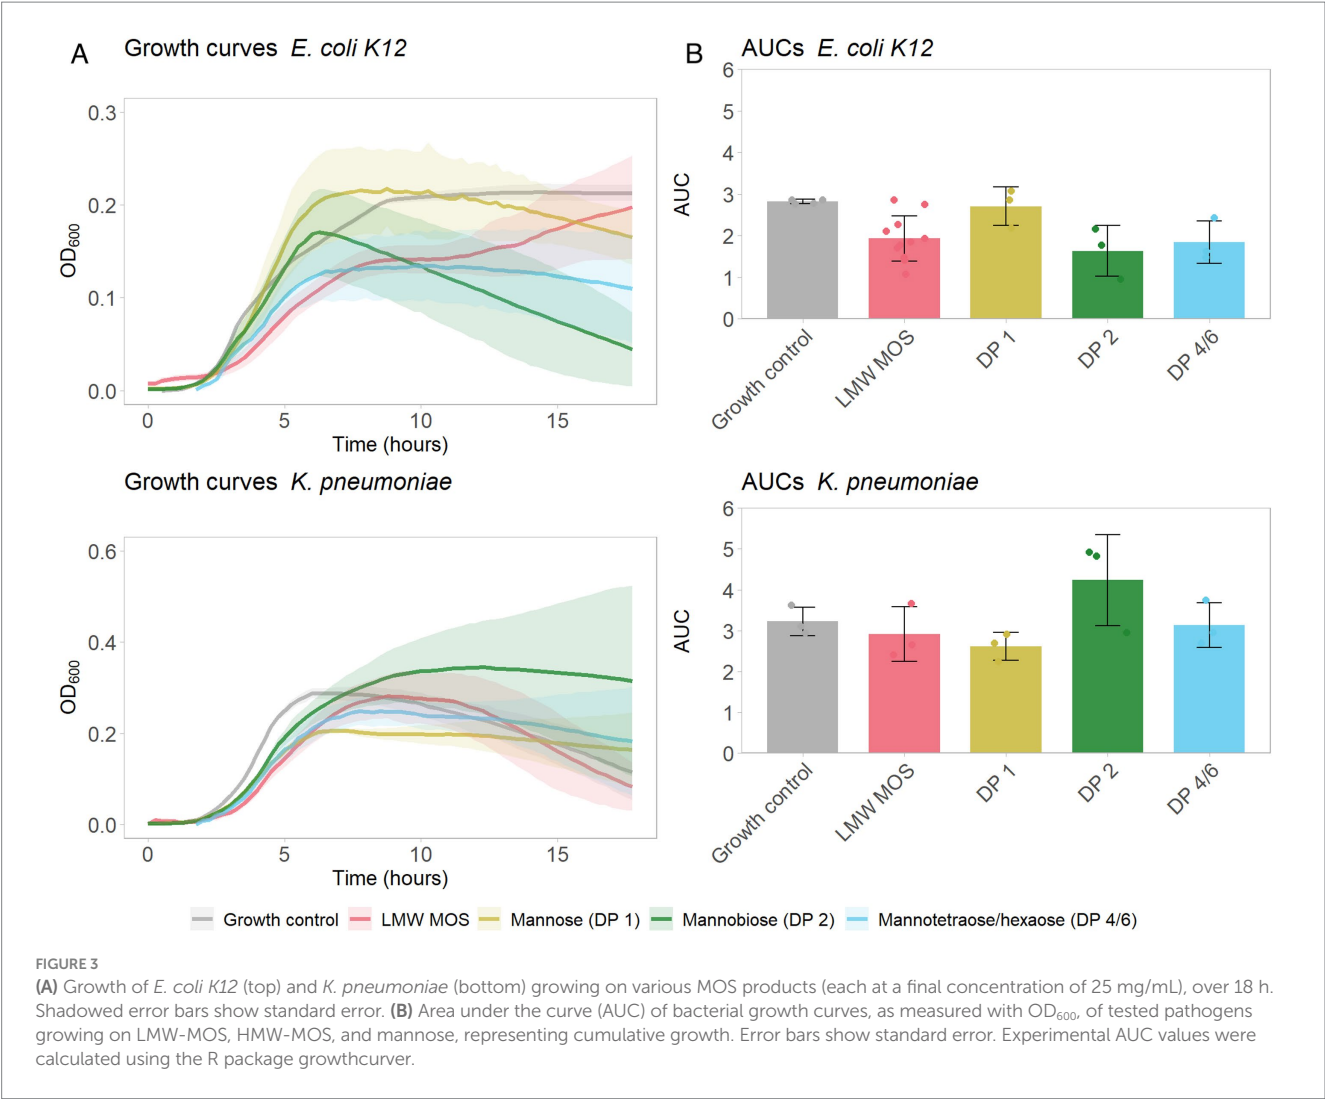 A Growth curves E. coli K12
0.3
0.2
0.1
0.0
OD600
0 5 10 15
Time (hours)
B AUCs E. coli K12
6
5
4
3
2
1
0
AUC
Growth control LMW MOS DP 1 DP 2 DP 4/6
Growth curves K. pneumoniae
0.6
0.4
0.2
0.0
OD600
0 5 10 15
Time (hours)
AUCs K. pneumoniae
6
5
4
3
2
1
0
AUC
Growth control LMW MOS DP 1 DP 2 DP 4/6
Growth control LMW MOS Mannose (DP 1) Mannobiose (DP 2) Mannotetraose/hexaose (DP 4/6)
FIGURE 3
(A) Growth of E. coli K12 (top) and K. pneumoniae (bottom) growing on various MOS products (each at a final concentration of 25 mg/mL), over 18 h.
Shadowed error bars show standard error. (B) Area under the curve (AUC) of bacterial growth curves, as measured with OD600, of tested pathogens
growing on LMW-MOS, HMW-MOS, and mannose, representing cumulative growth. Error bars show standard error. Experimental AUC values were
calculated using the R package growthcurver.